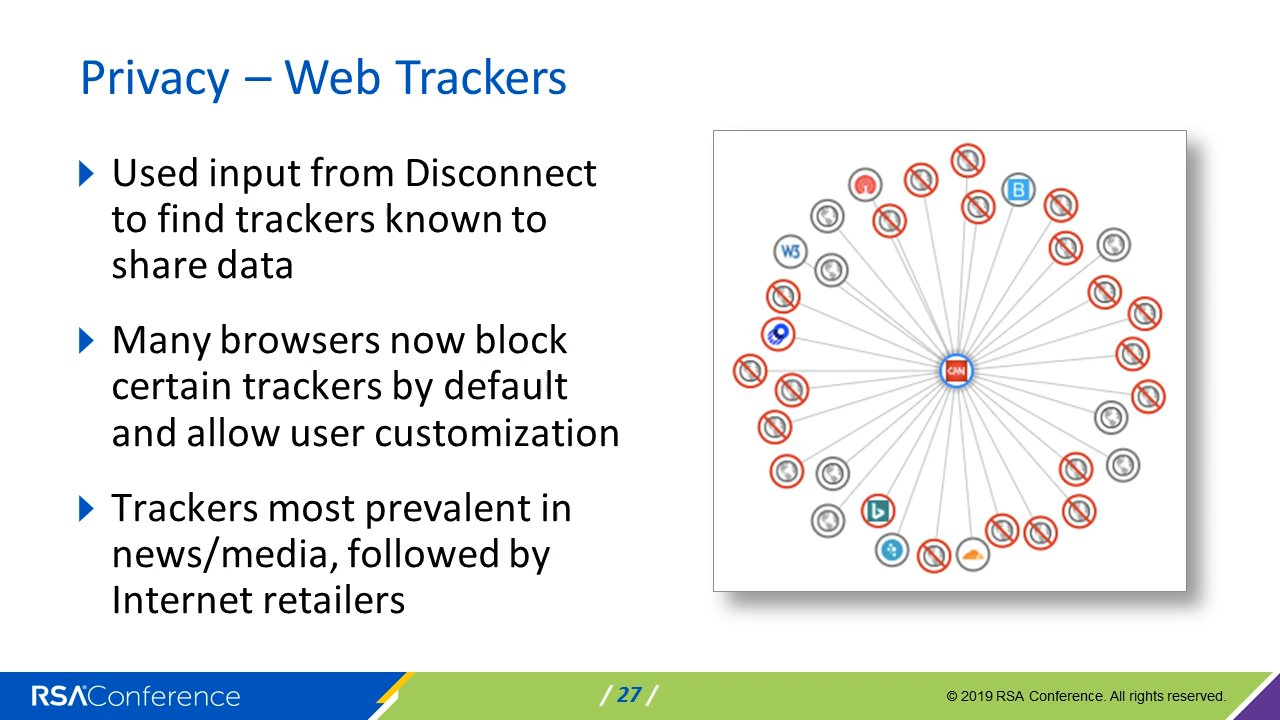 Privacy – Web Trackers
Used input from Disconnect
to find trackers known to
share data
Many browsers now block
certain trackers by default
and allow user customization
Trackers most prevalent in
news/media, followed by
Internet retailers
B
W3
CNN
b
RSAConference
/ 27 /
© 2019 RSA Conference. All rights reserved.